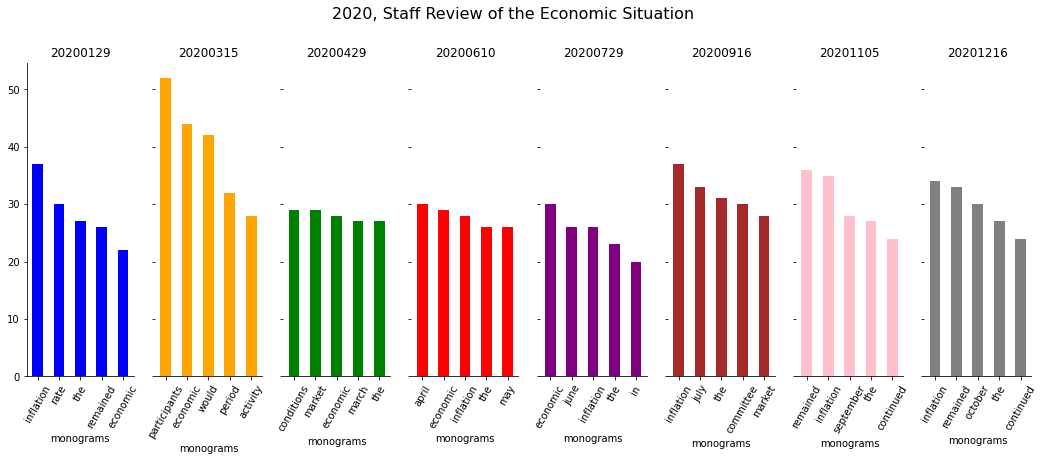 2020, Staff Review of the Economic Situation
20200129 20200315 20200429 20200610 20200729 20200916 20201105 20201216
50
40
30
20
10
0
inflation rate the remained economic
participants economic would period activity
conditions market economic march the
april economic inflation the may
economic june inflation the in
inflation july the committee market
remained inflation september the continued
inflation remained october the continued
monograms monograms monograms monograms monograms monograms monograms monograms